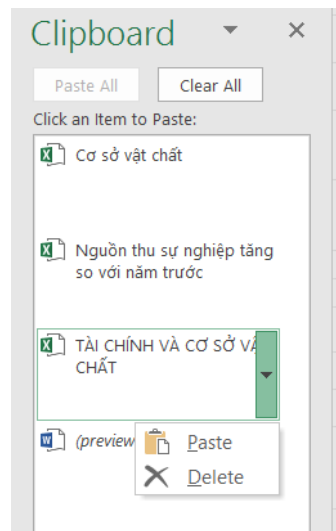 Clipboard
Paste All Clear All
Click an Item to Paste:
Cơ sở vật chất
Nguồn thu sự nghiệp tăng
so với năm trước
TÀI CHÍNH VÀ CƠ SỞ
CHẤT
(preview
Paste
Delete